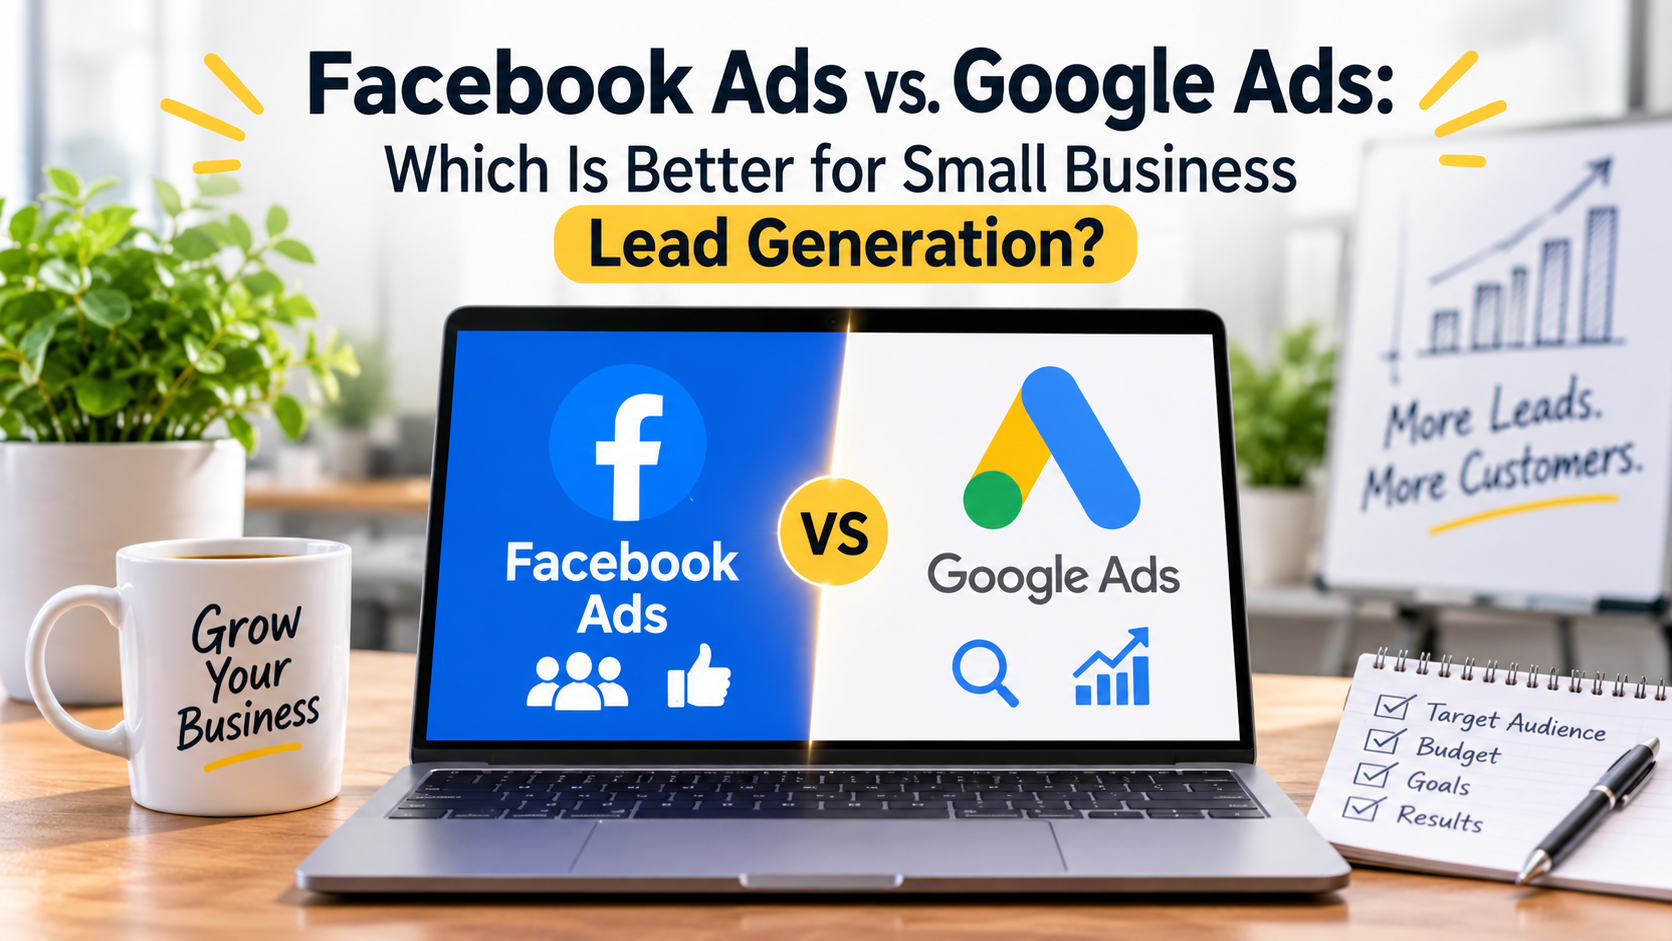 Facebook Ads vs. Google Ads:
Which Is Better for Small Business
Lead Generation?
f
Facebook
Ads
VS
Google Ads
More Leads.
More Customers.
Grow
Your
Business
Target Audience
Budget
Goals
Results